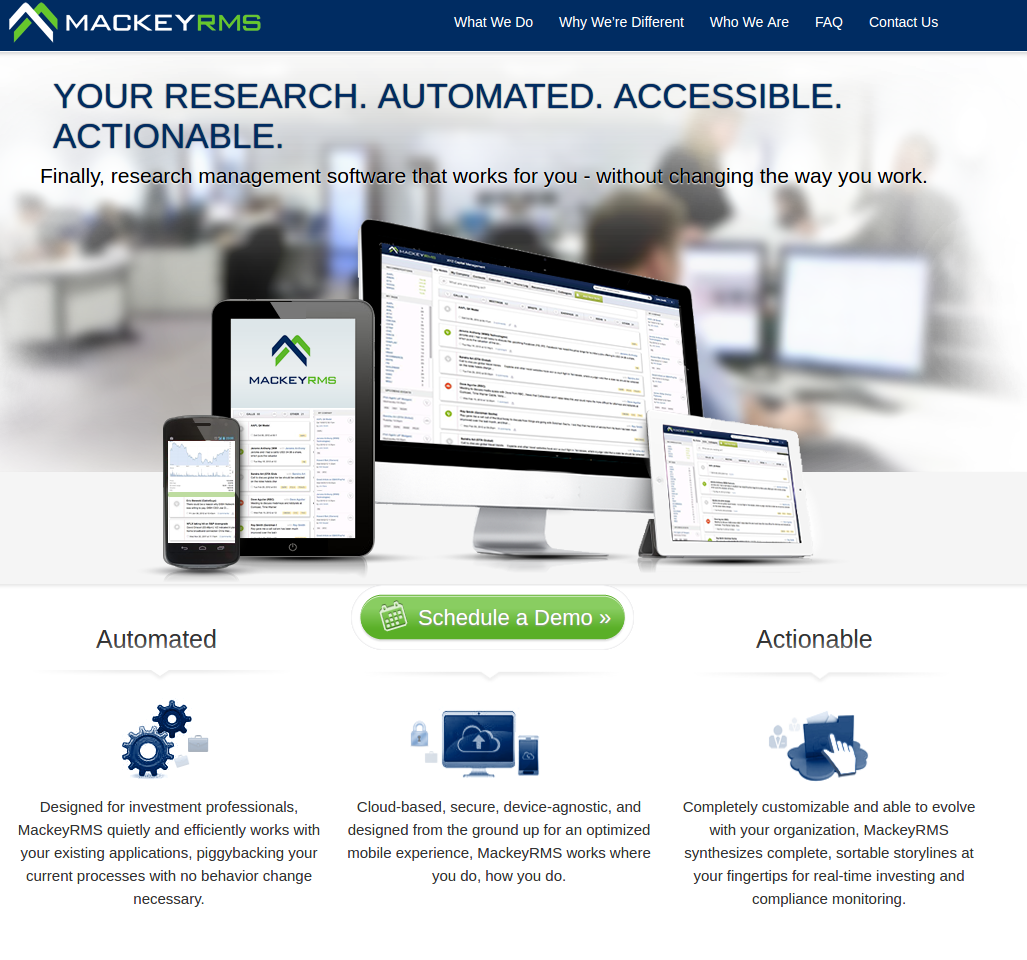 MACKEYRMS
What We Do
Why We're Different
Who We Are
FAQ
Contact Us
YOUR RESEARCH. AUTOMATED. ACCESSIBLE.
ACTIONABLE.
Finally, research management software that works for you - without changing the way you work.
MACKEYRMS
MACKEYRMS
Schedule a Demo »
Automated
Actionable
Designed for investment professionals,
MackeyRMS quietly and efficiently works with
your existing applications, piggybacking your
current processes with no behavior change
necessary.
Cloud-based, secure, device-agnostic, and
designed from the ground up for an optimized
mobile experience, MackeyRMS works where
you do, how you do.
Completely customizable and able to evolve
with your organization, MackeyRMS
synthesizes complete, sortable storylines at
your fingertips for real-time investing and
compliance monitoring.